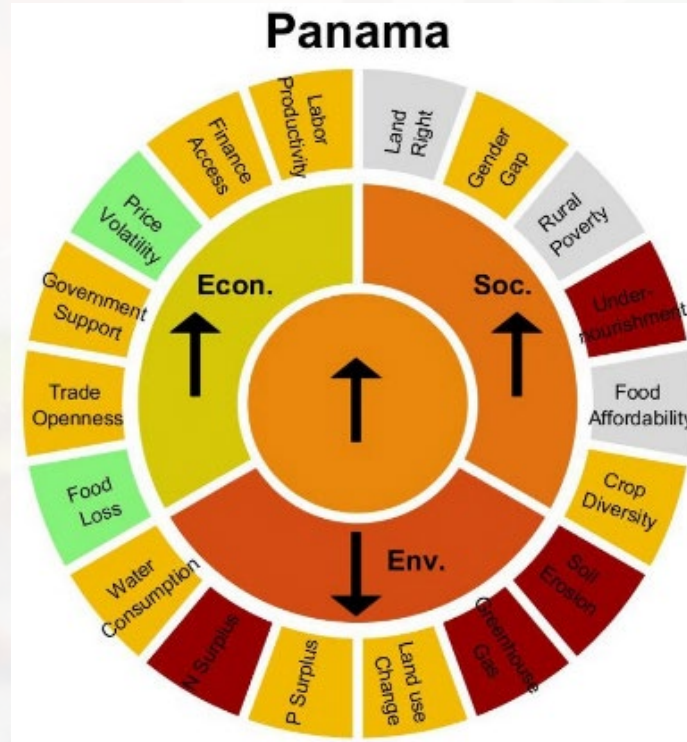 Panama
Labor
Productivity
Land
Right
Gender
Gap
Rural
Poverty
Under-
nourishment
Food
Affordability
Crop
Diversity
Soil
Erosion
Greenhouse
Gas
Land use
Change
P Surplus
N Surplus
Water
Consumption
Food
Loss
Trade
Openness
Government
Support
Price
Volatility
Finance
Access
Econ.
Soc.
Env.